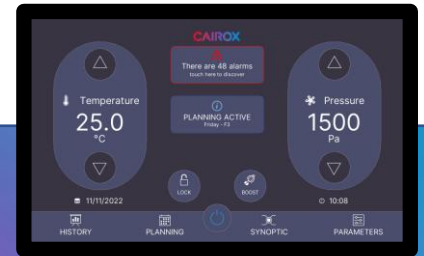 CAIROX
There are 48 alarms
touch here to discover
Temperature
25.0
°C
PLANNING ACTIVE
Friday - F3
Pressure
1500
Pa
LOCK
BOOST
11/11/2022
10:08
HISTORY
PLANNING
SYNOPTIC
PARAMETERS